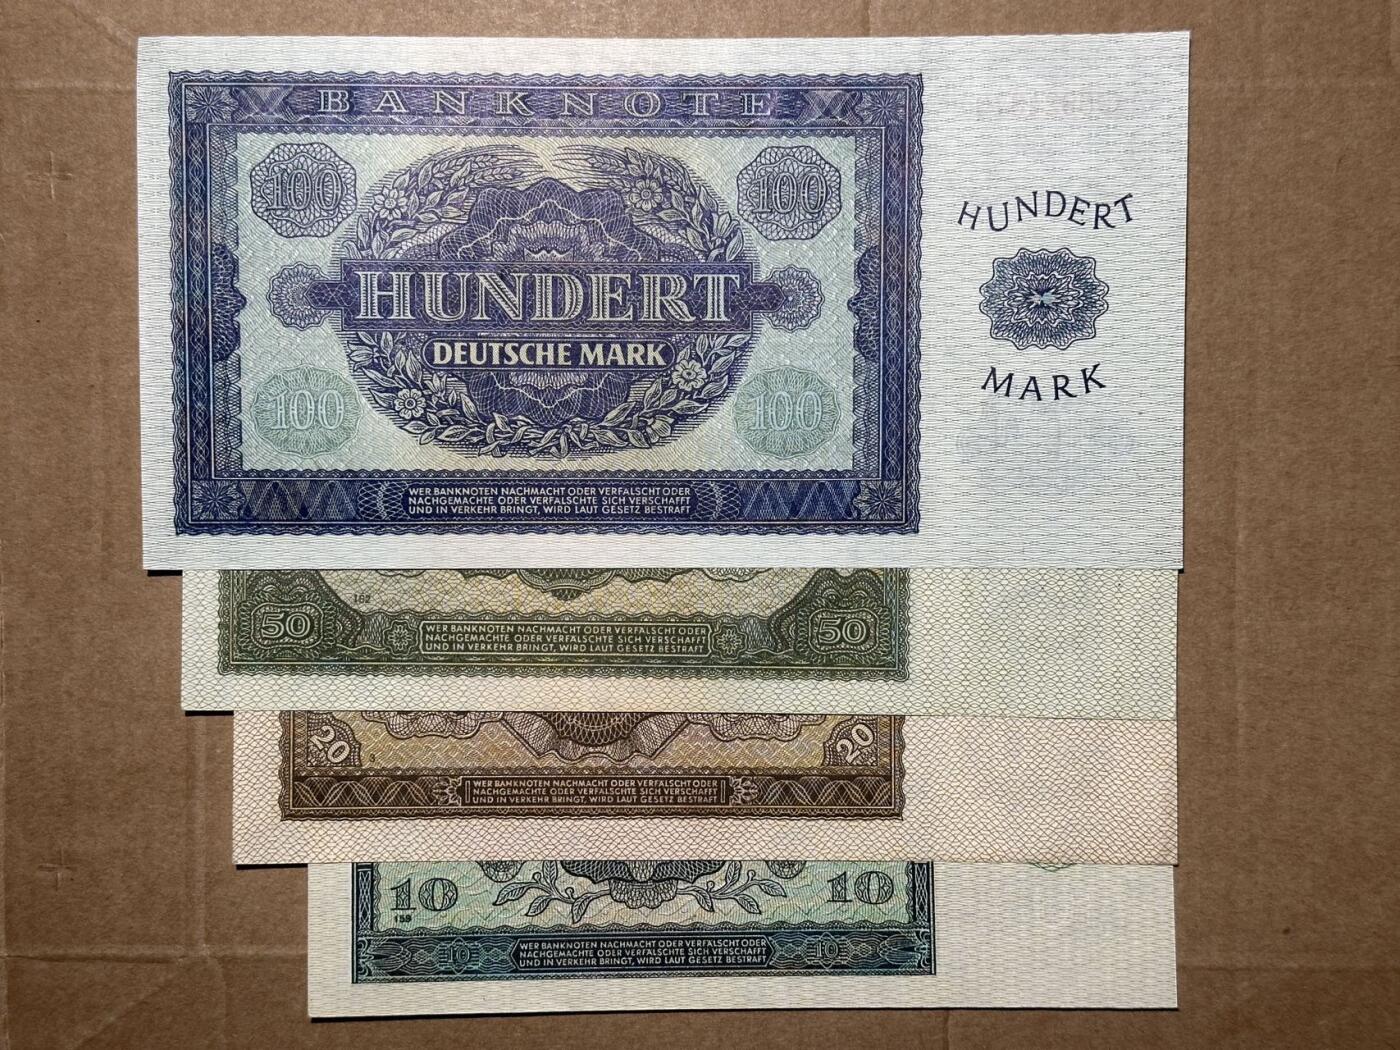 BANKNOTE
100 100
HUNDERT
HUNDERT
DEUTSCHE MARK
MARK
100 100
WER BANKNOTEN NACHMACHT ODER VERFÄLSCHT ODER
NACHGEMACHTE ODER VERFÄLSCHTE SICH VERSCHAFFT
UND IN VERKEHR BRINGT, WIRD LAUT GESETZ BESTRAFT
162
50 50
WER BANKNOTEN NACHMACHT ODER VERFÄLSCHT ODER
NACHGEMACHTE ODER VERFÄLSCHTE SICH VERSCHAFFT
UND IN VERKEHR BRINGT, WIRD LAUT GESETZ BESTRAFT
20 20
3
WER BANKNOTEN NACHMACHT ODER VERFÄLSCHT ODER
NACHGEMACHTE ODER VERFÄLSCHTE SICH VERSCHAFFT
UND IN VERKEHR BRINGT, WIRD LAUT GESETZ BESTRAFT
10 10
159
10 10
WER BANKNOTEN NACHMACHT ODER VERFÄLSCHT ODER
NACHGEMACHTE ODER VERFÄLSCHTE SICH VERSCHAFFT
UND IN VERKEHR BRINGT, WIRD LAUT GESETZ BESTRAFT